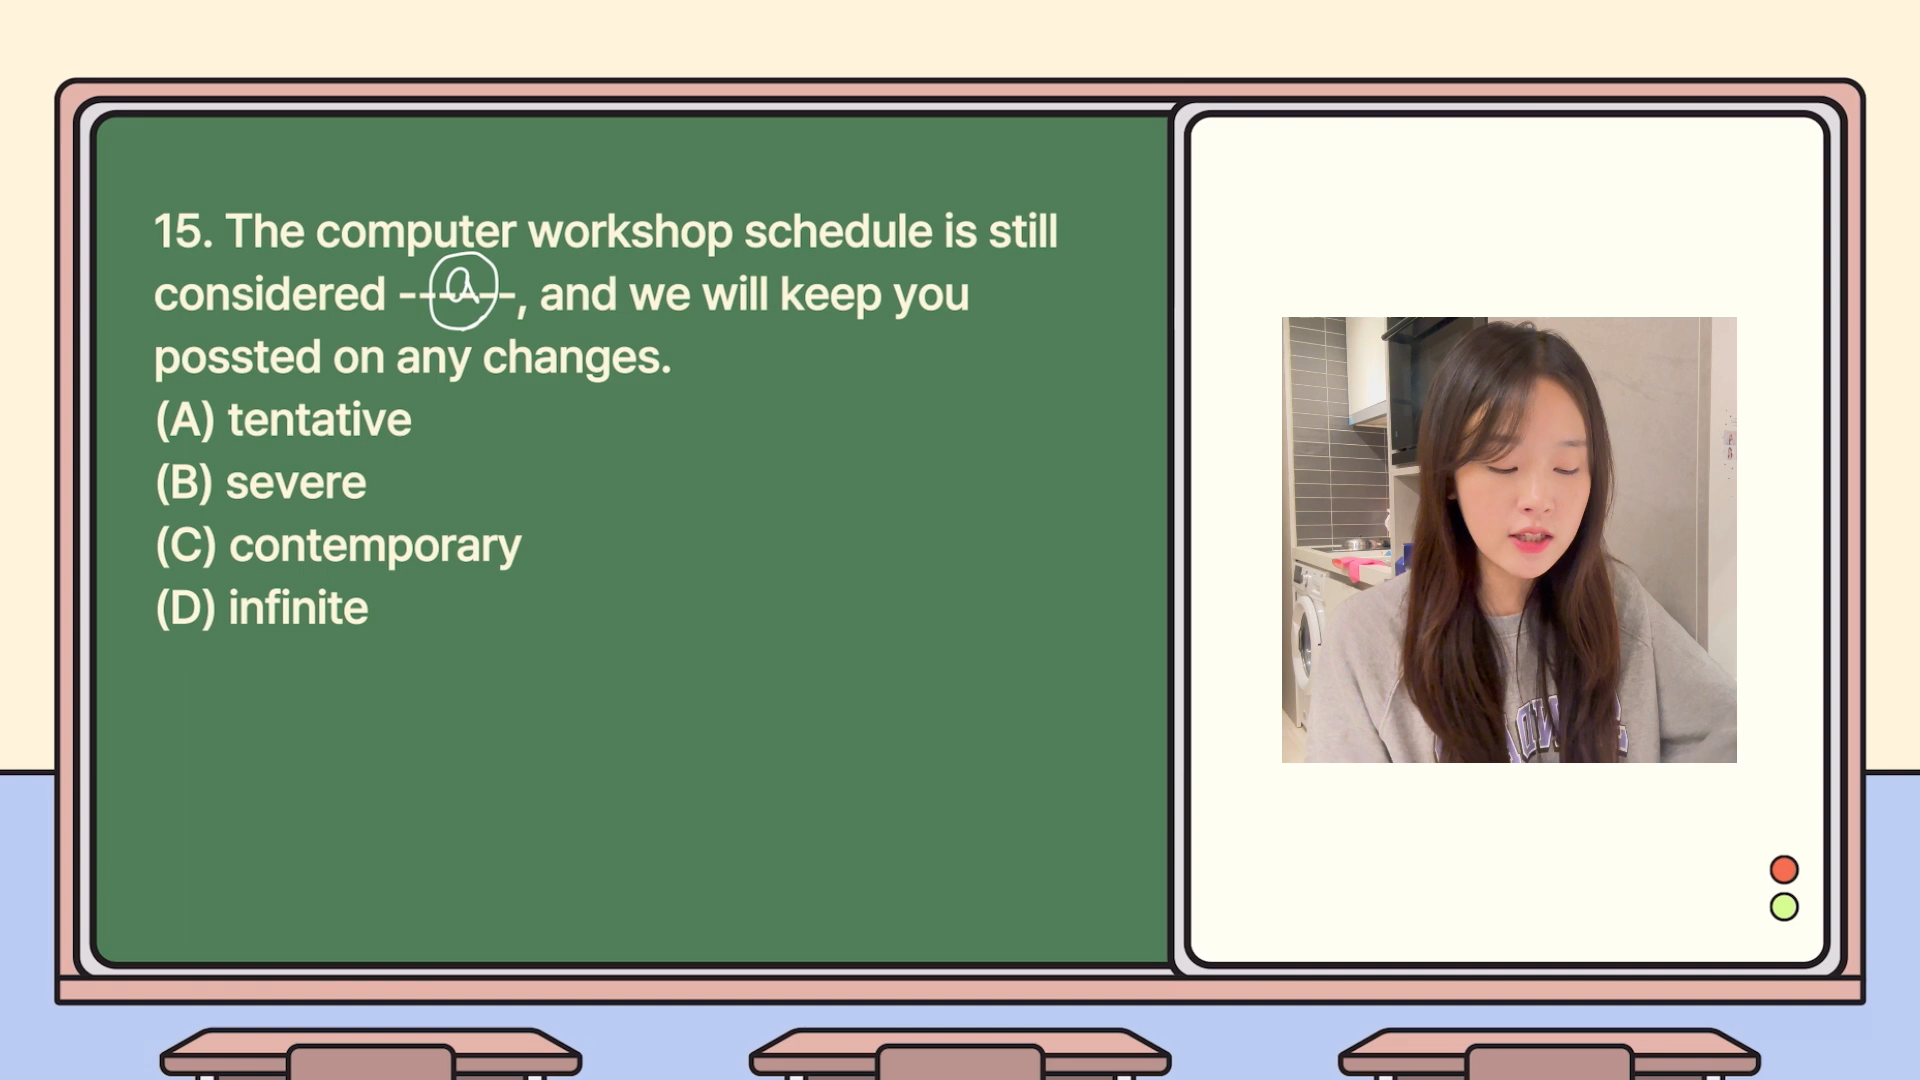 15. The computer workshop schedule is still
considered ------, and we will keep you
possted on any changes.
(A) tentative
(B) severe
(C) contemporary
(D) infinite
a